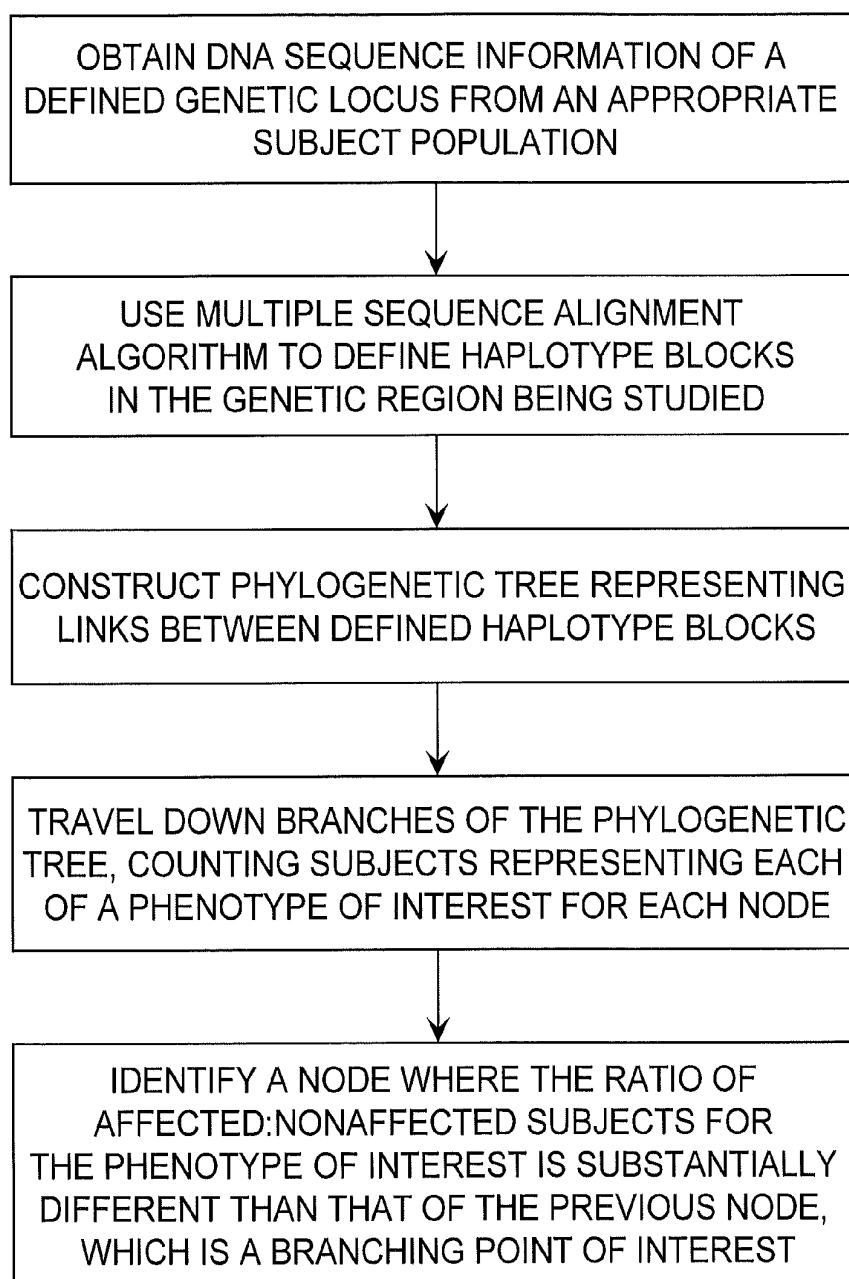 OBTAIN DNA SEQUENCE INFORMATION OF A
DEFINED GENETIC LOCUS FROM AN APPROPRIATE
SUBJECT POPULATION
USE MULTIPLE SEQUENCE ALIGNMENT
ALGORITHM TO DEFINE HAPLOTYPE BLOCKS
IN THE GENETIC REGION BEING STUDIED
CONSTRUCT PHYLOGENETIC TREE REPRESENTING
LINKS BETWEEN DEFINED HAPLOTYPE BLOCKS
TRAVEL DOWN BRANCHES OF THE PHYLOGENETIC
TREE, COUNTING SUBJECTS REPRESENTING EACH
OF A PHENOTYPE OF INTEREST FOR EACH NODE
IDENTIFY A NODE WHERE THE RATIO OF
AFFECTED:NONAFFECTED SUBJECTS FOR
THE PHENOTYPE OF INTEREST IS SUBSTANTIALLY
DIFFERENT THAN THAT OF THE PREVIOUS NODE,
WHICH IS A BRANCHING POINT OF INTEREST